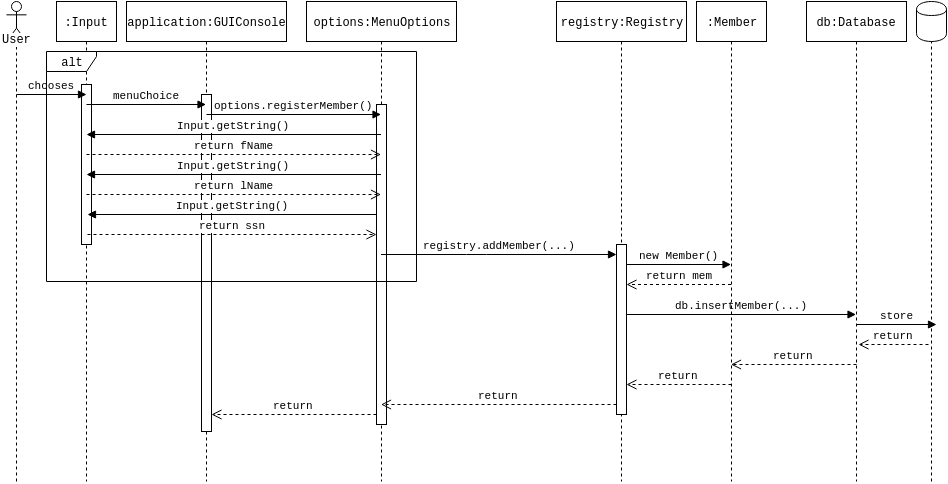 :Input
application:GUIConsole
options:MenuOptions
registry:Registry
:Member
db:Database
User
alt
chooses
menuChoice
options.registerMember()
Input.getString()
return fName
Input.getString()
return lName
Input.getString()
return ssn
registry.addMember(...)
new Member()
return mem
db.insertMember(...)
store
return
return
return
return
return